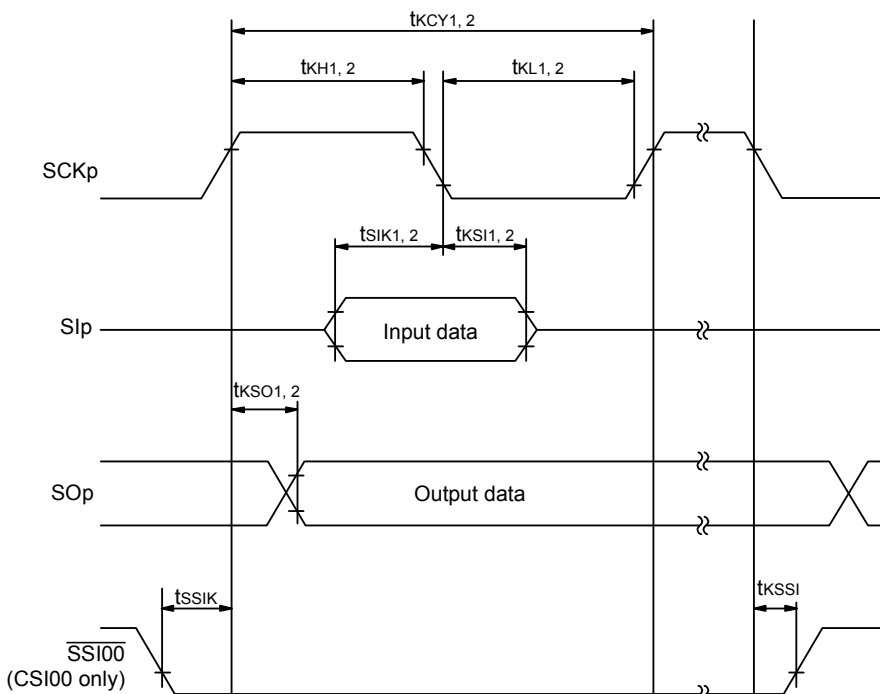 tKCY1, 2
tKH1, 2
tKL1, 2
SCKp
tSIK1, 2
tKSI1, 2
SIp
Input data
tKSO1, 2
SOp
Output data
tSSIK
tKSSI
SSI00
(CSI00 only)